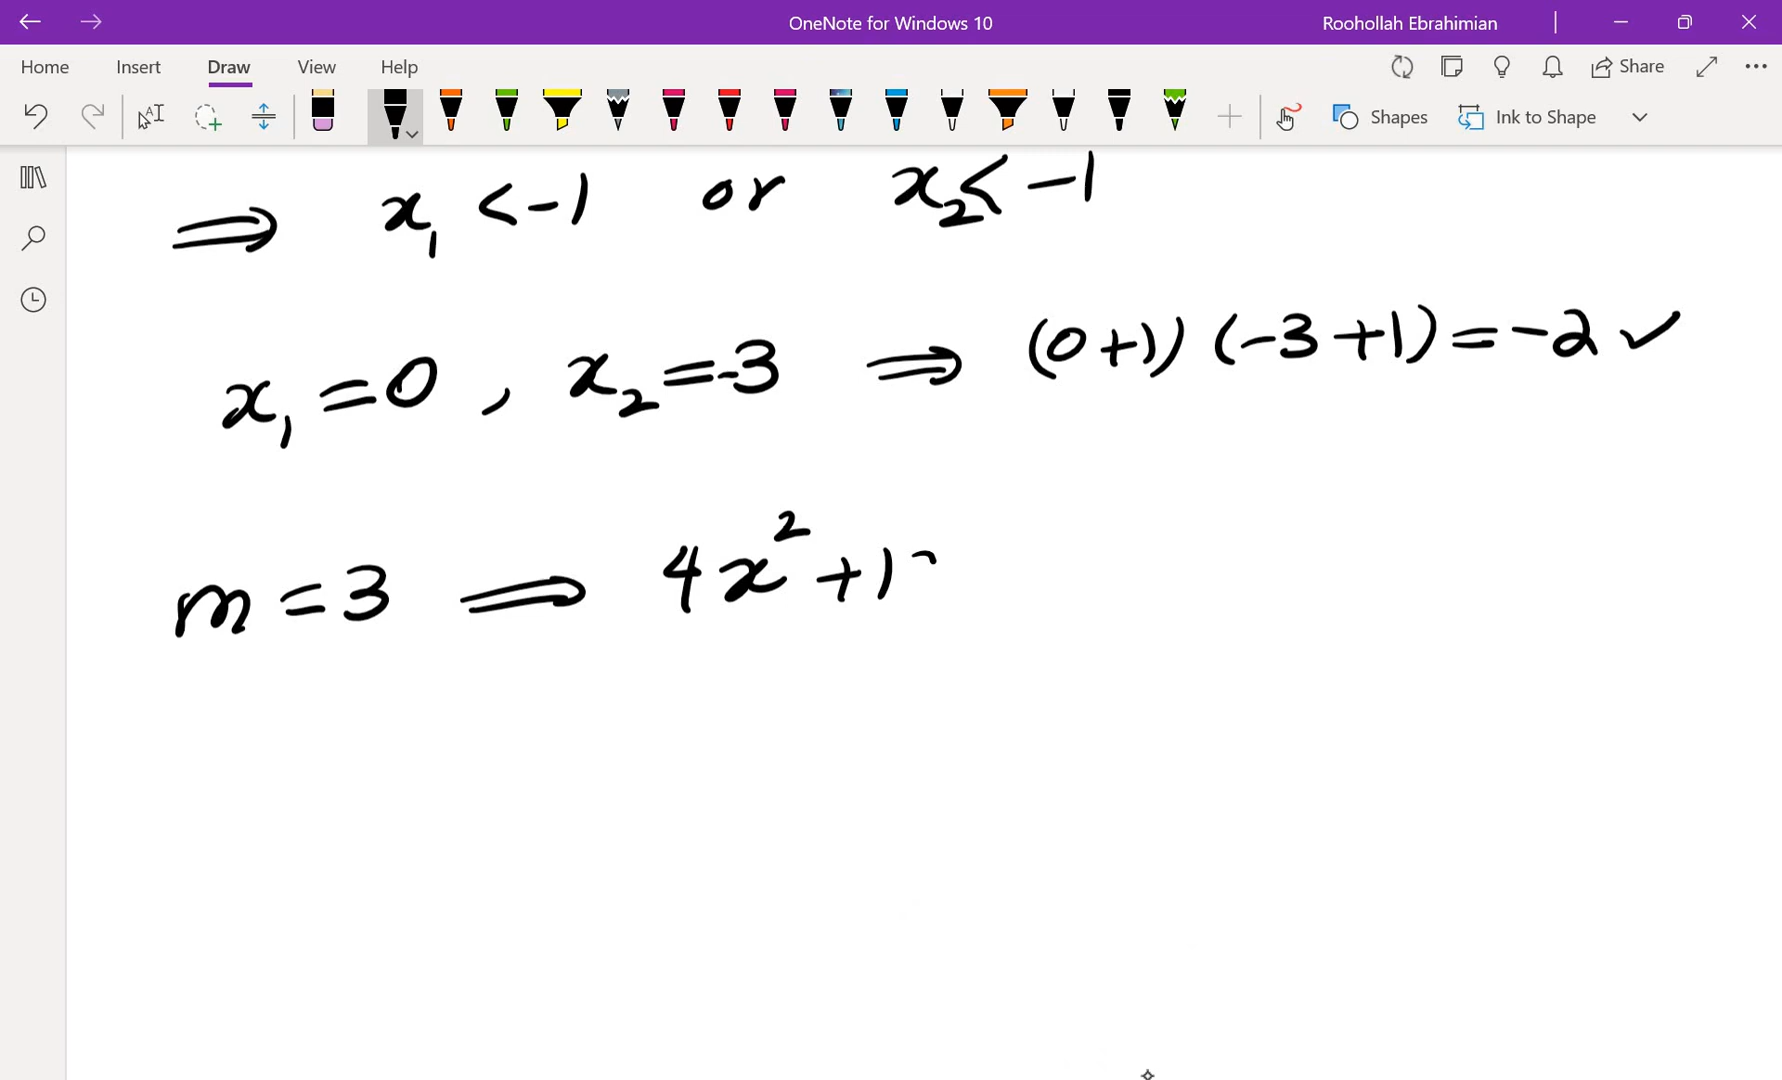 OneNote for Windows 10
Roohollah Ebrahimian
Home Insert Draw View Help
Share
Shapes Ink to Shape
⟹ x₁ < -1 or x₂ < -1
x₁ = 0 , x₂ = -3 ⟹ (0+1)(-3+1) = -2 ✓
m = 3 ⟹ 4x² + 1